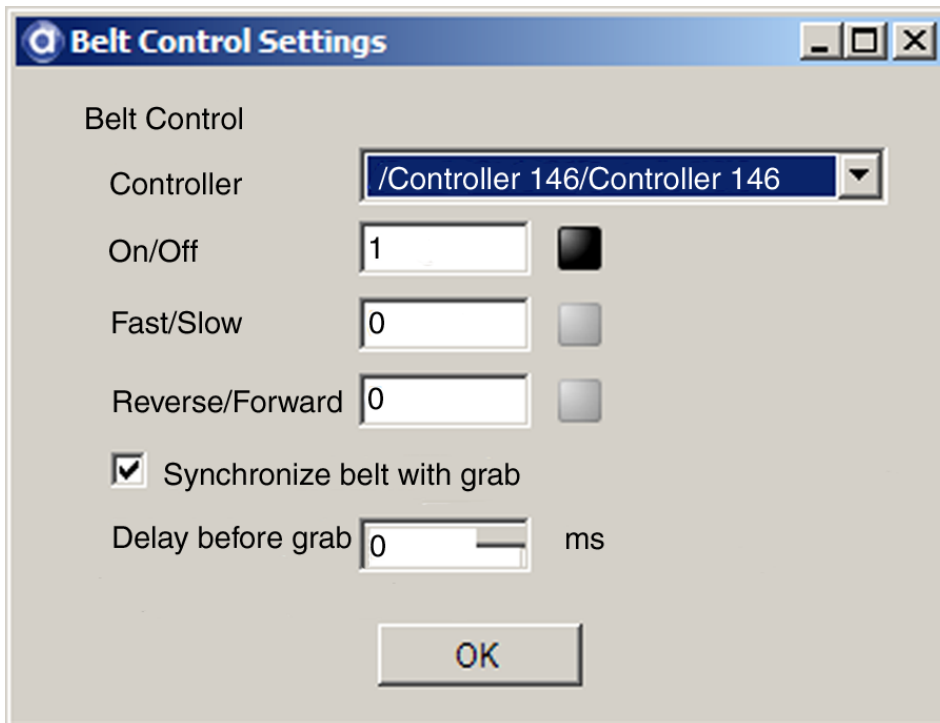 Belt Control Settings
Belt Control
Controller /Controller 146/Controller 146
On/Off 1
Fast/Slow 0
Reverse/Forward 0
Synchronize belt with grab
Delay before grab 0 ms
OK